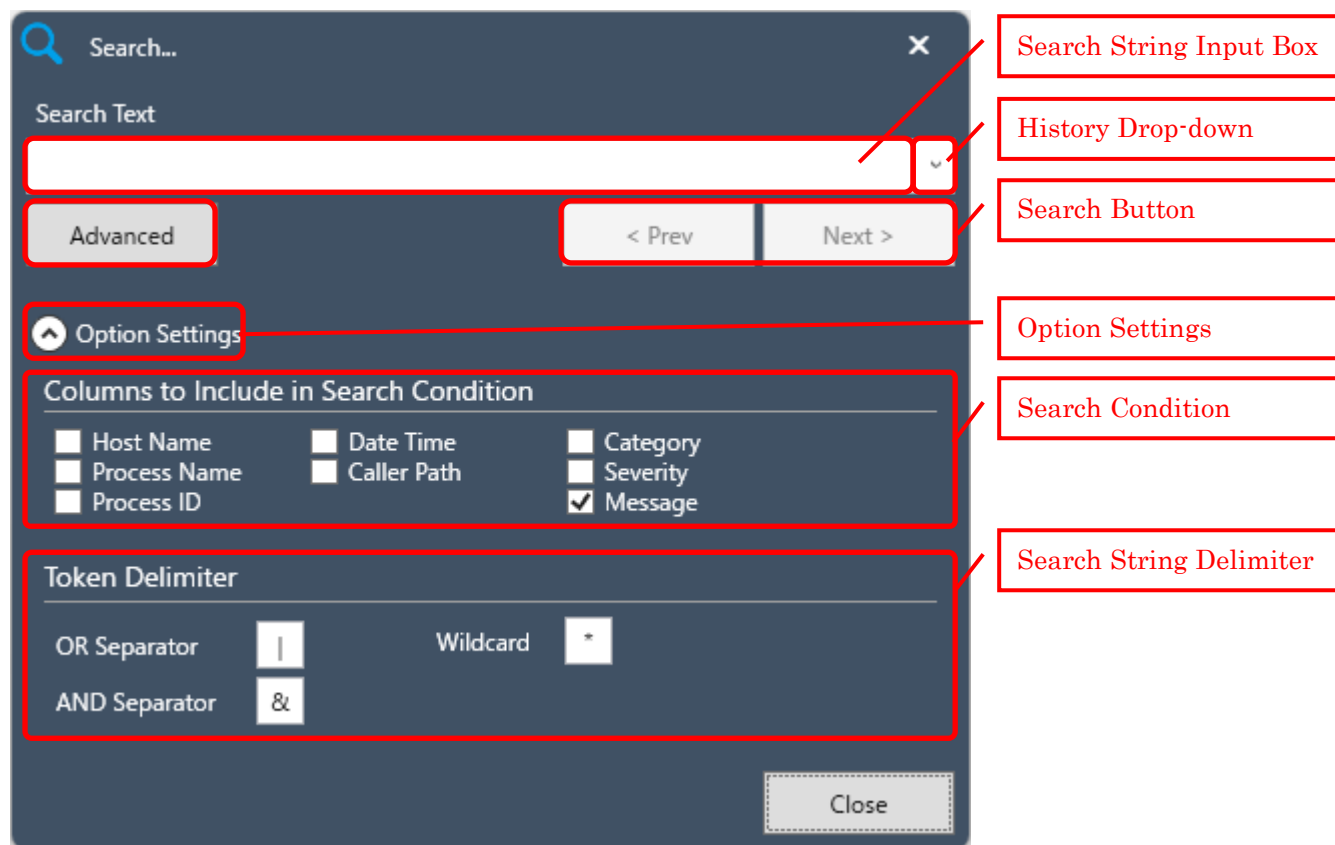 Search...
Search String Input Box
Search Text
History Drop-down
Advanced
< Prev
Next >
Search Button
Option Settings
Option Settings
Columns to Include in Search Condition
Search Condition
Host Name
Date Time
Category
Process Name
Caller Path
Severity
Process ID
Message
Token Delimiter
Search String Delimiter
OR Separator
|
Wildcard
*
AND Separator
&
Close